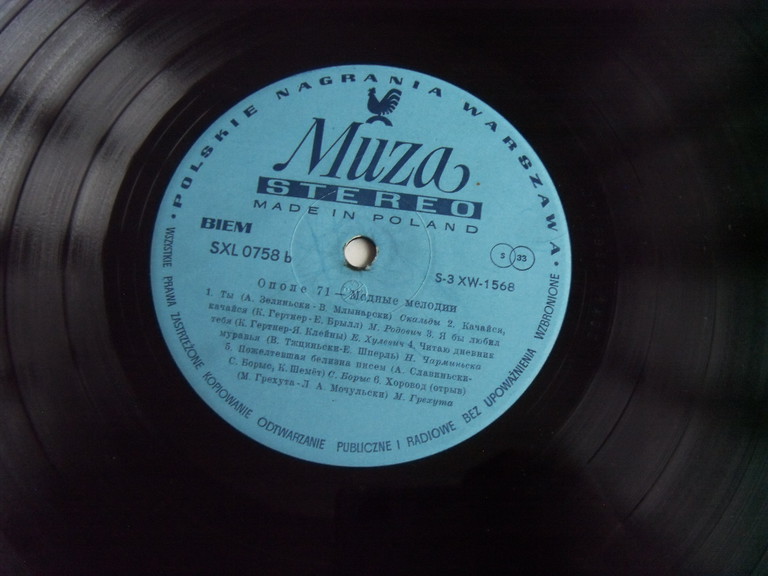 • POLSKIE NAGRANIA WARSZAWA •
Muza
STEREO
MADE IN POLAND
BIEM
SXL 0758 b
S-3 XW-1568
S 33
Ополе 71 — Модные мелодии
1. Ты (А. Зелиньски - В. Млынарски) Скальды 2. Качайся,
качайся (К. Гертнер - Е. Брылл) М. Родович 3. Я бы любил
тебя (К. Гертнер-Я. Клейны) Е. Хулевич 4. Читаю дневник
муравья (В. Тжциньски-Е. Шперль) Н. Чармыньска
5. Пожелтевшая белизна писем (А. Славиньски-
С. Борыс, К. Шемёт) С. Борыс 6. Хоровод (отрыв)
(М. Грехута - Л. А. Мочульски) М. Грехута
WSZYSTKIE PRAWA ZASTRZEŻONE KOPIOWANIE ODTWARZANIE PUBLICZNE I RADIOWE BEZ UPOWAŻNIENIA WZBRONIONE